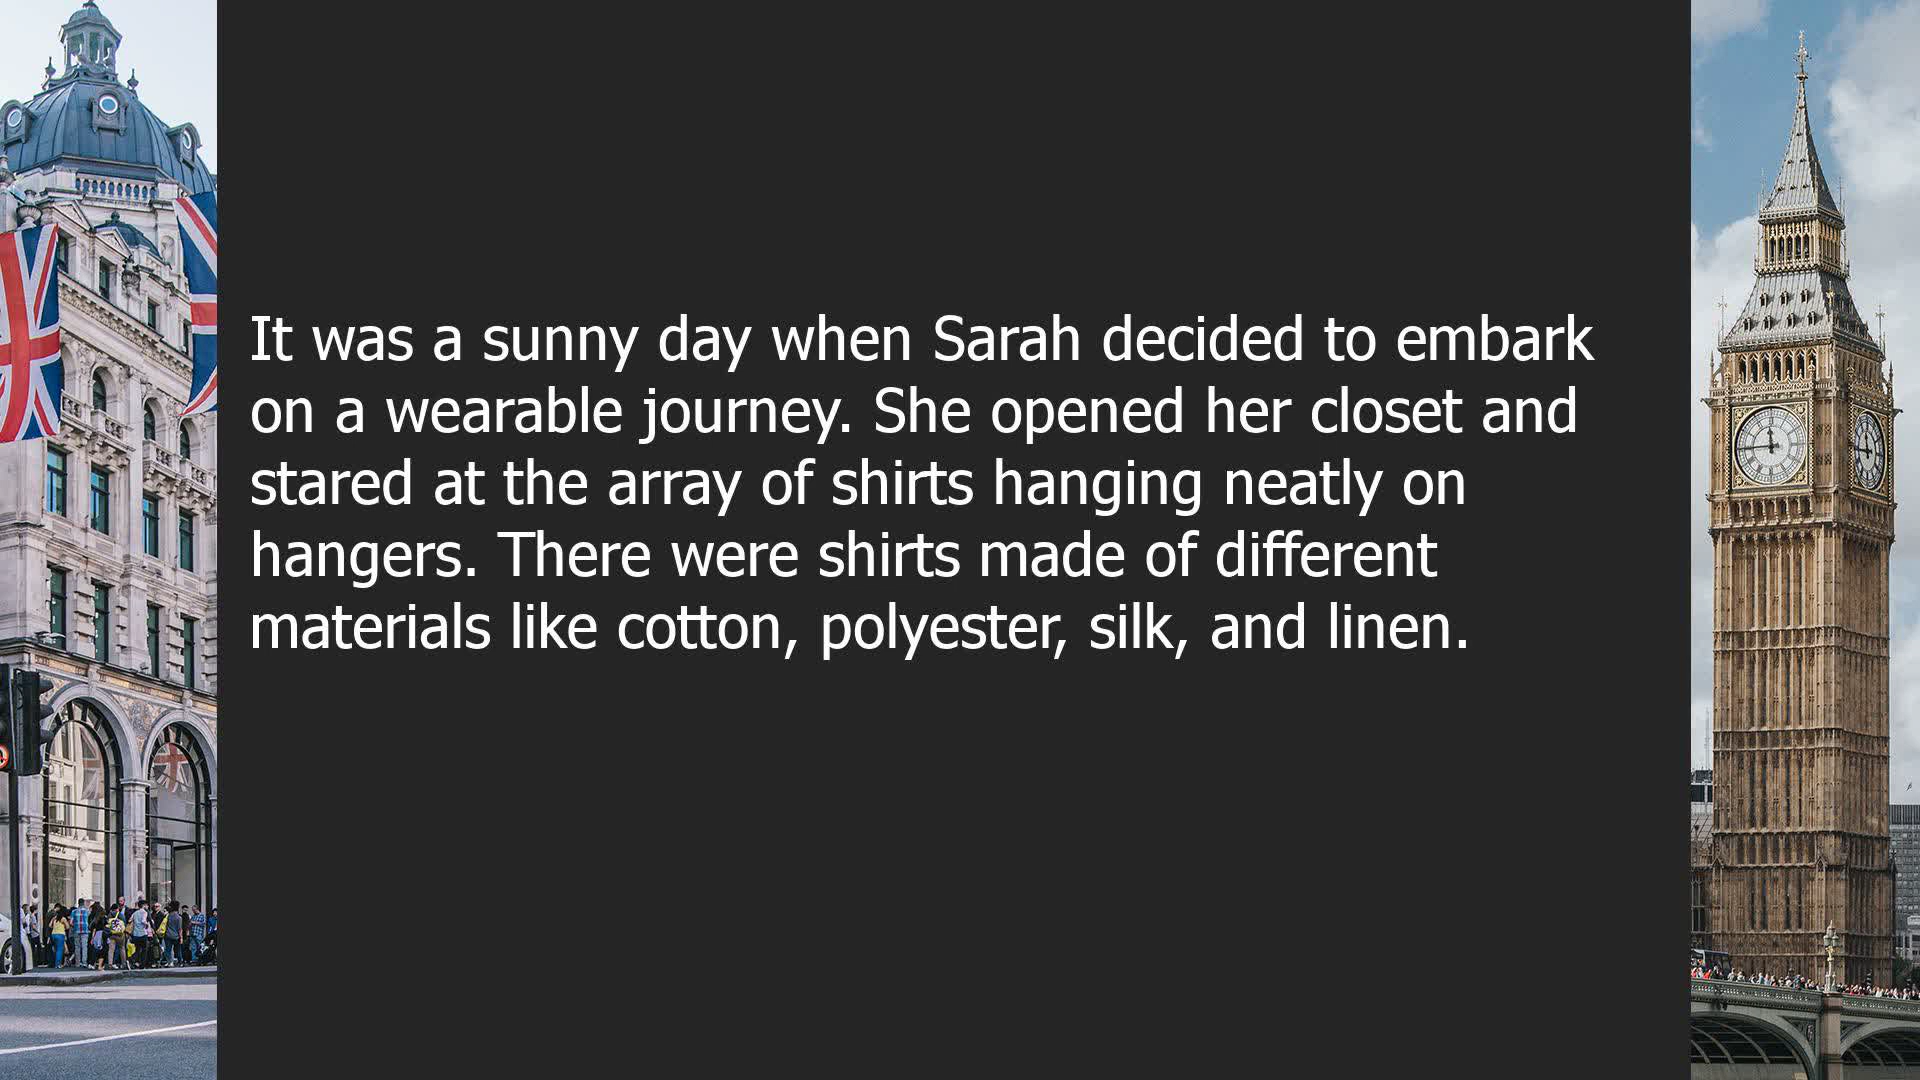 It was a sunny day when Sarah decided to embark
on a wearable journey. She opened her closet and
stared at the array of shirts hanging neatly on
hangers. There were shirts made of different
materials like cotton, polyester, silk, and linen.